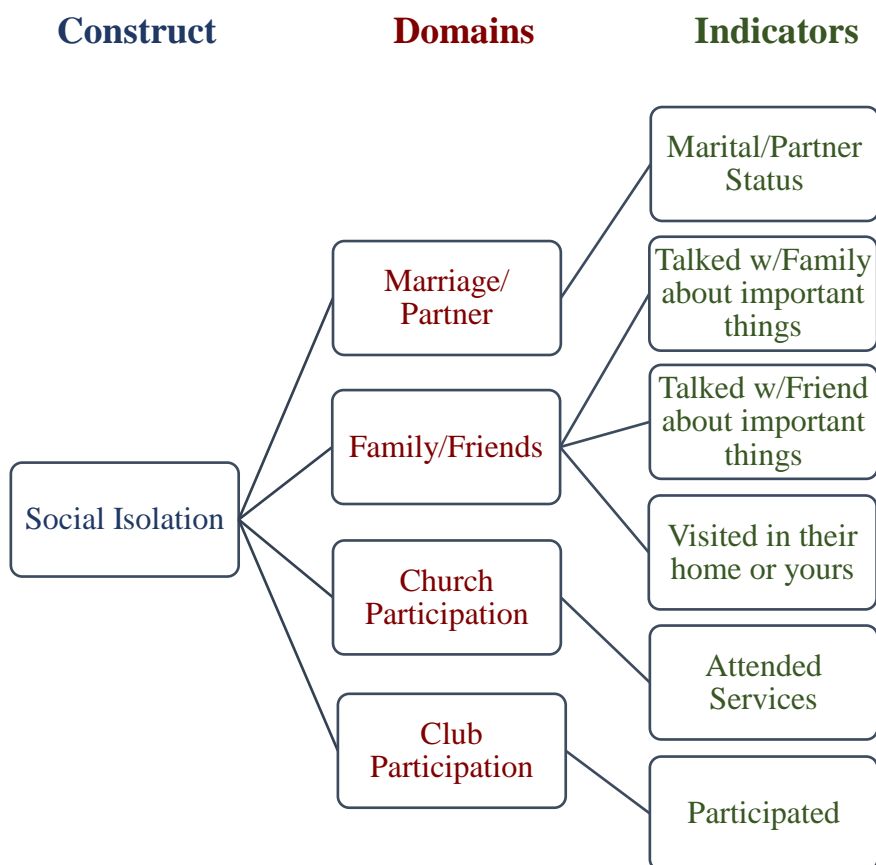 Construct
Domains
Indicators
Social Isolation
Marriage/
Partner
Family/Friends
Church
Participation
Club
Participation
Marital/Partner
Status
Talked w/Family
about important
things
Talked w/Friend
about important
things
Visited in their
home or yours
Attended
Services
Participated